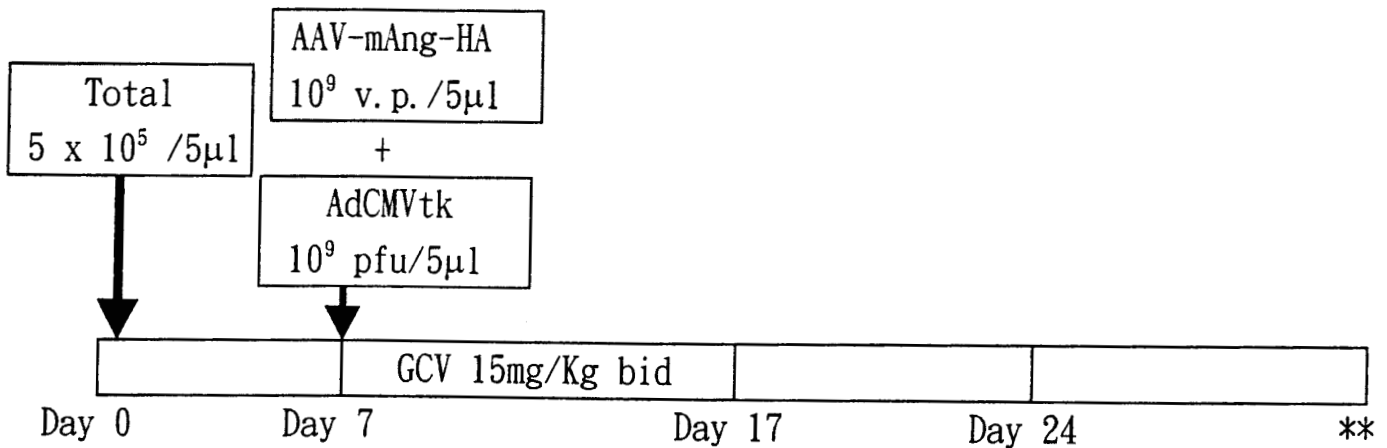 Total
5 x 10⁵ /5μl
AAV-mAng-HA
10⁹ v.p./5μl
+
AdCMVtk
10⁹ pfu/5μl
GCV 15mg/Kg bid
Day 0 Day 7 Day 17 Day 24 **